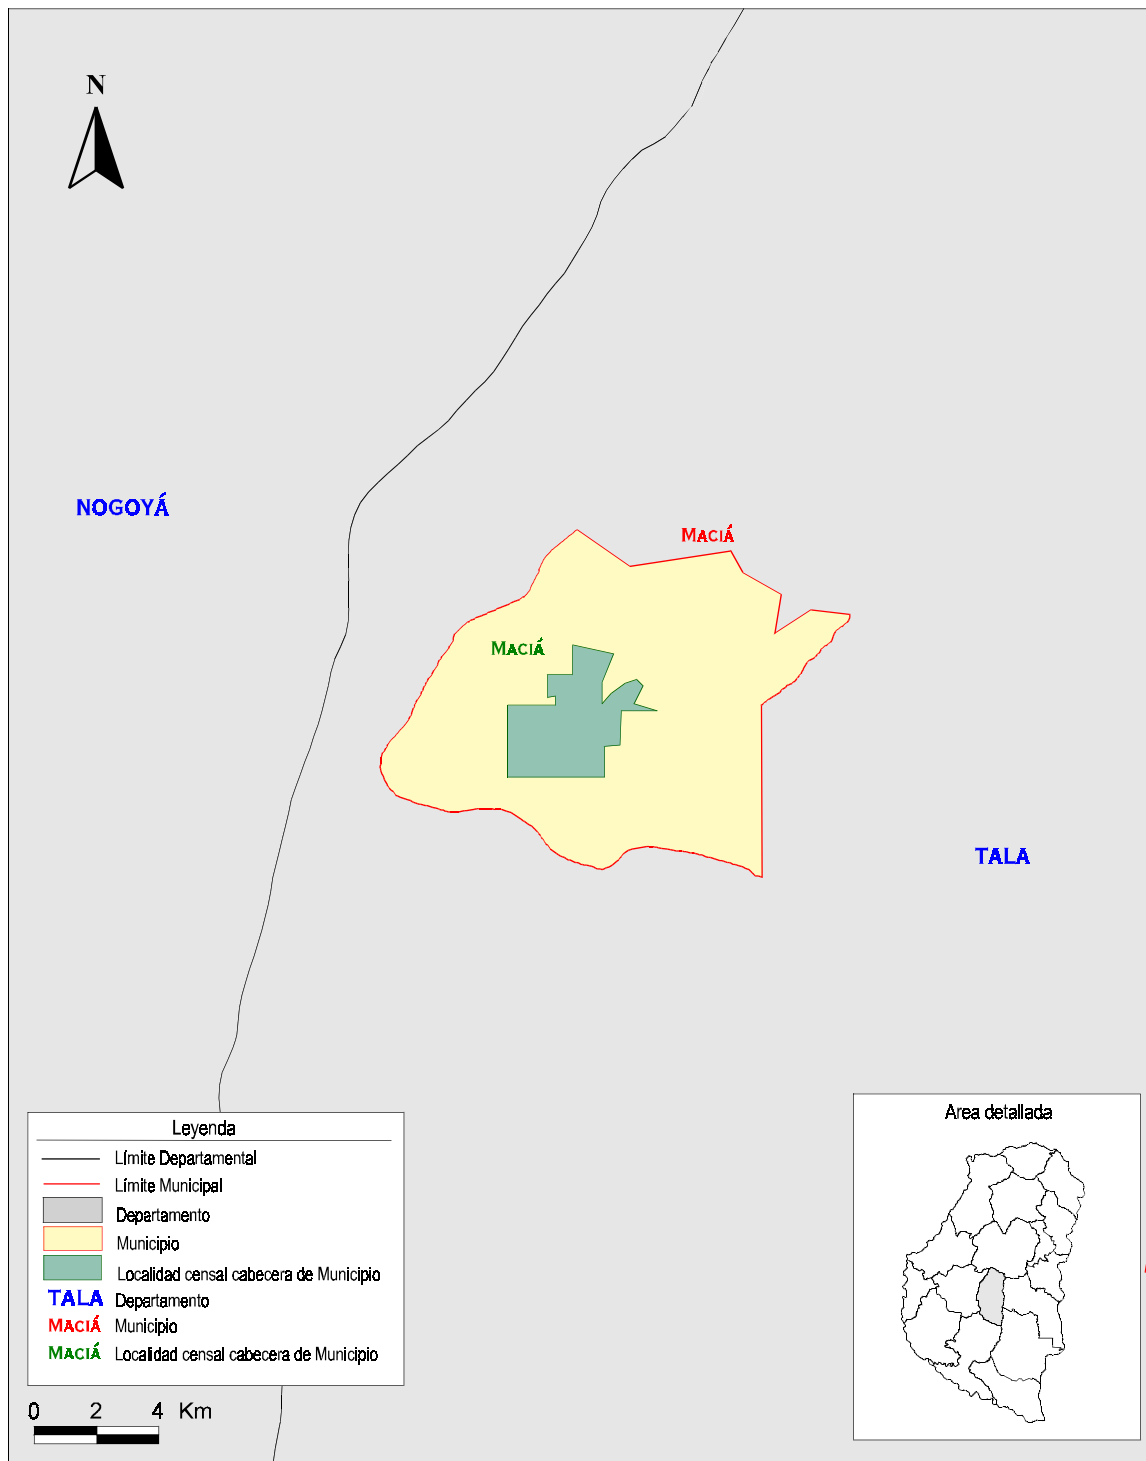 N
NOGOYÁ
MACIÁ
MACIÁ
TALA
Leyenda
Límite Departamental
Límite Municipal
Departamento
Municipio
Localidad censal cabecera de Municipio
TALA Departamento
MACIÁ Municipio
MACIÁ Localidad censal cabecera de Municipio
0 2 4 Km
Area detallada